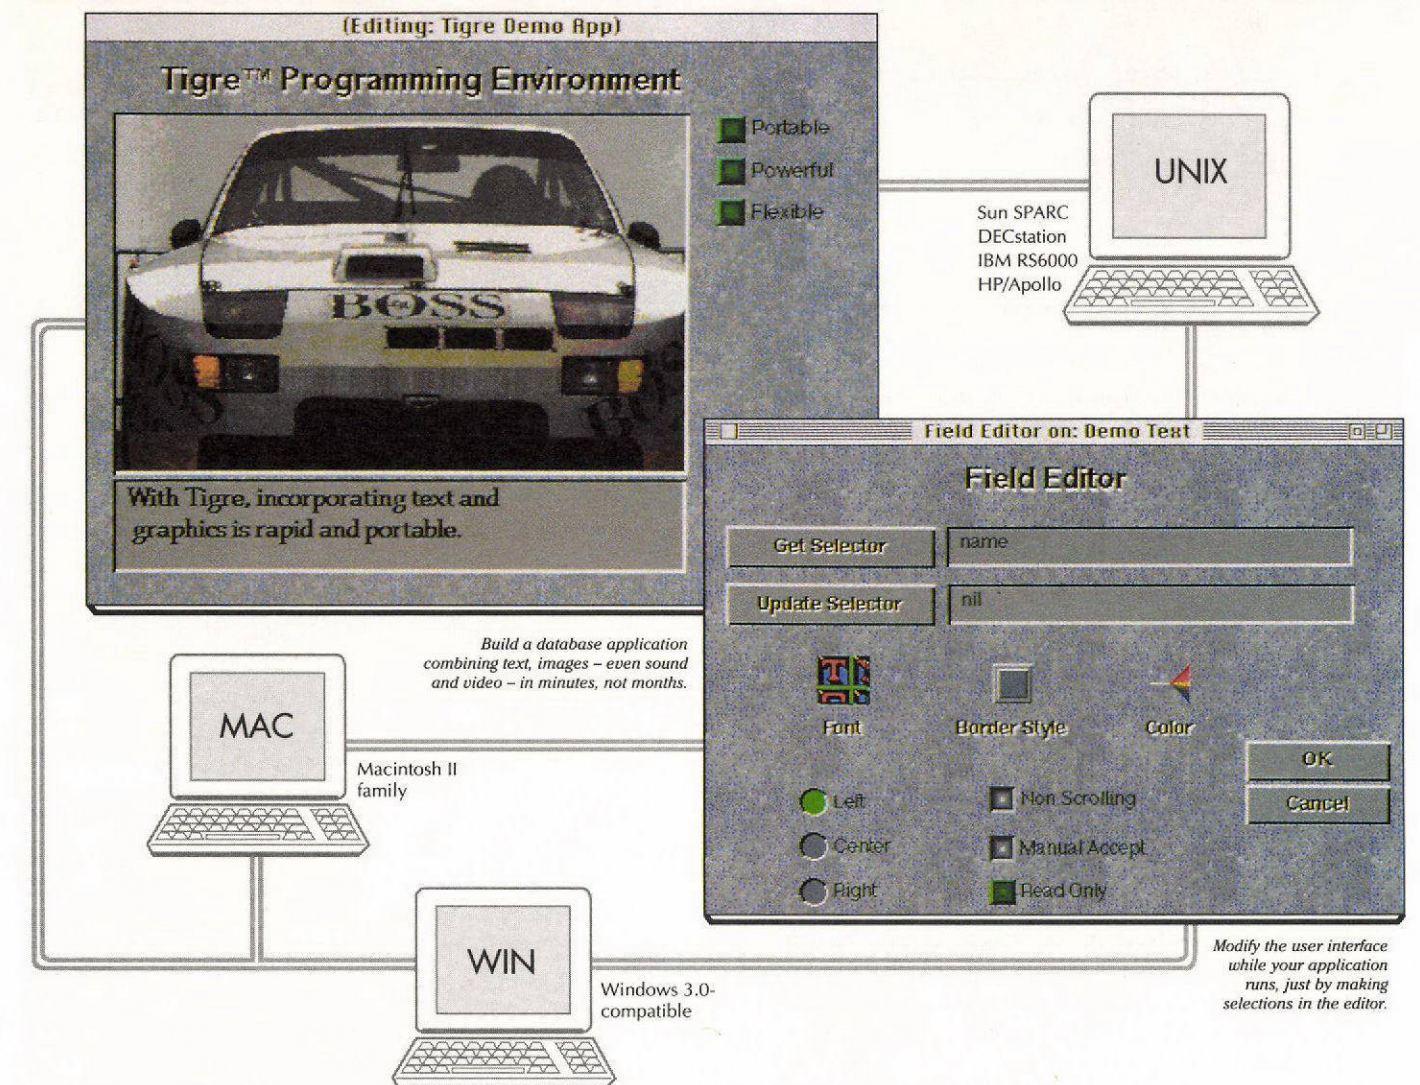 (Editing: Tigre Demo App)
Tigre™ Programming Environment
Portable
Powerful
Flexible
BOSS
With Tigre, incorporating text and
graphics is rapid and portable.
UNIX
Sun SPARC
DECstation
IBM RS6000
HP/Apollo
Field Editor on: Demo Text
Field Editor
Get Selector
name
Update Selector
nil
Font
Border Style
Color
OK
Cancel
Left
Non Scrolling
Center
Manual Accept
Right
Read Only
Build a database application
combining text, images – even sound
and video – in minutes, not months.
MAC
Macintosh II
family
WIN
Windows 3.0-
compatible
Modify the user interface
while your application
runs, just by making
selections in the editor.